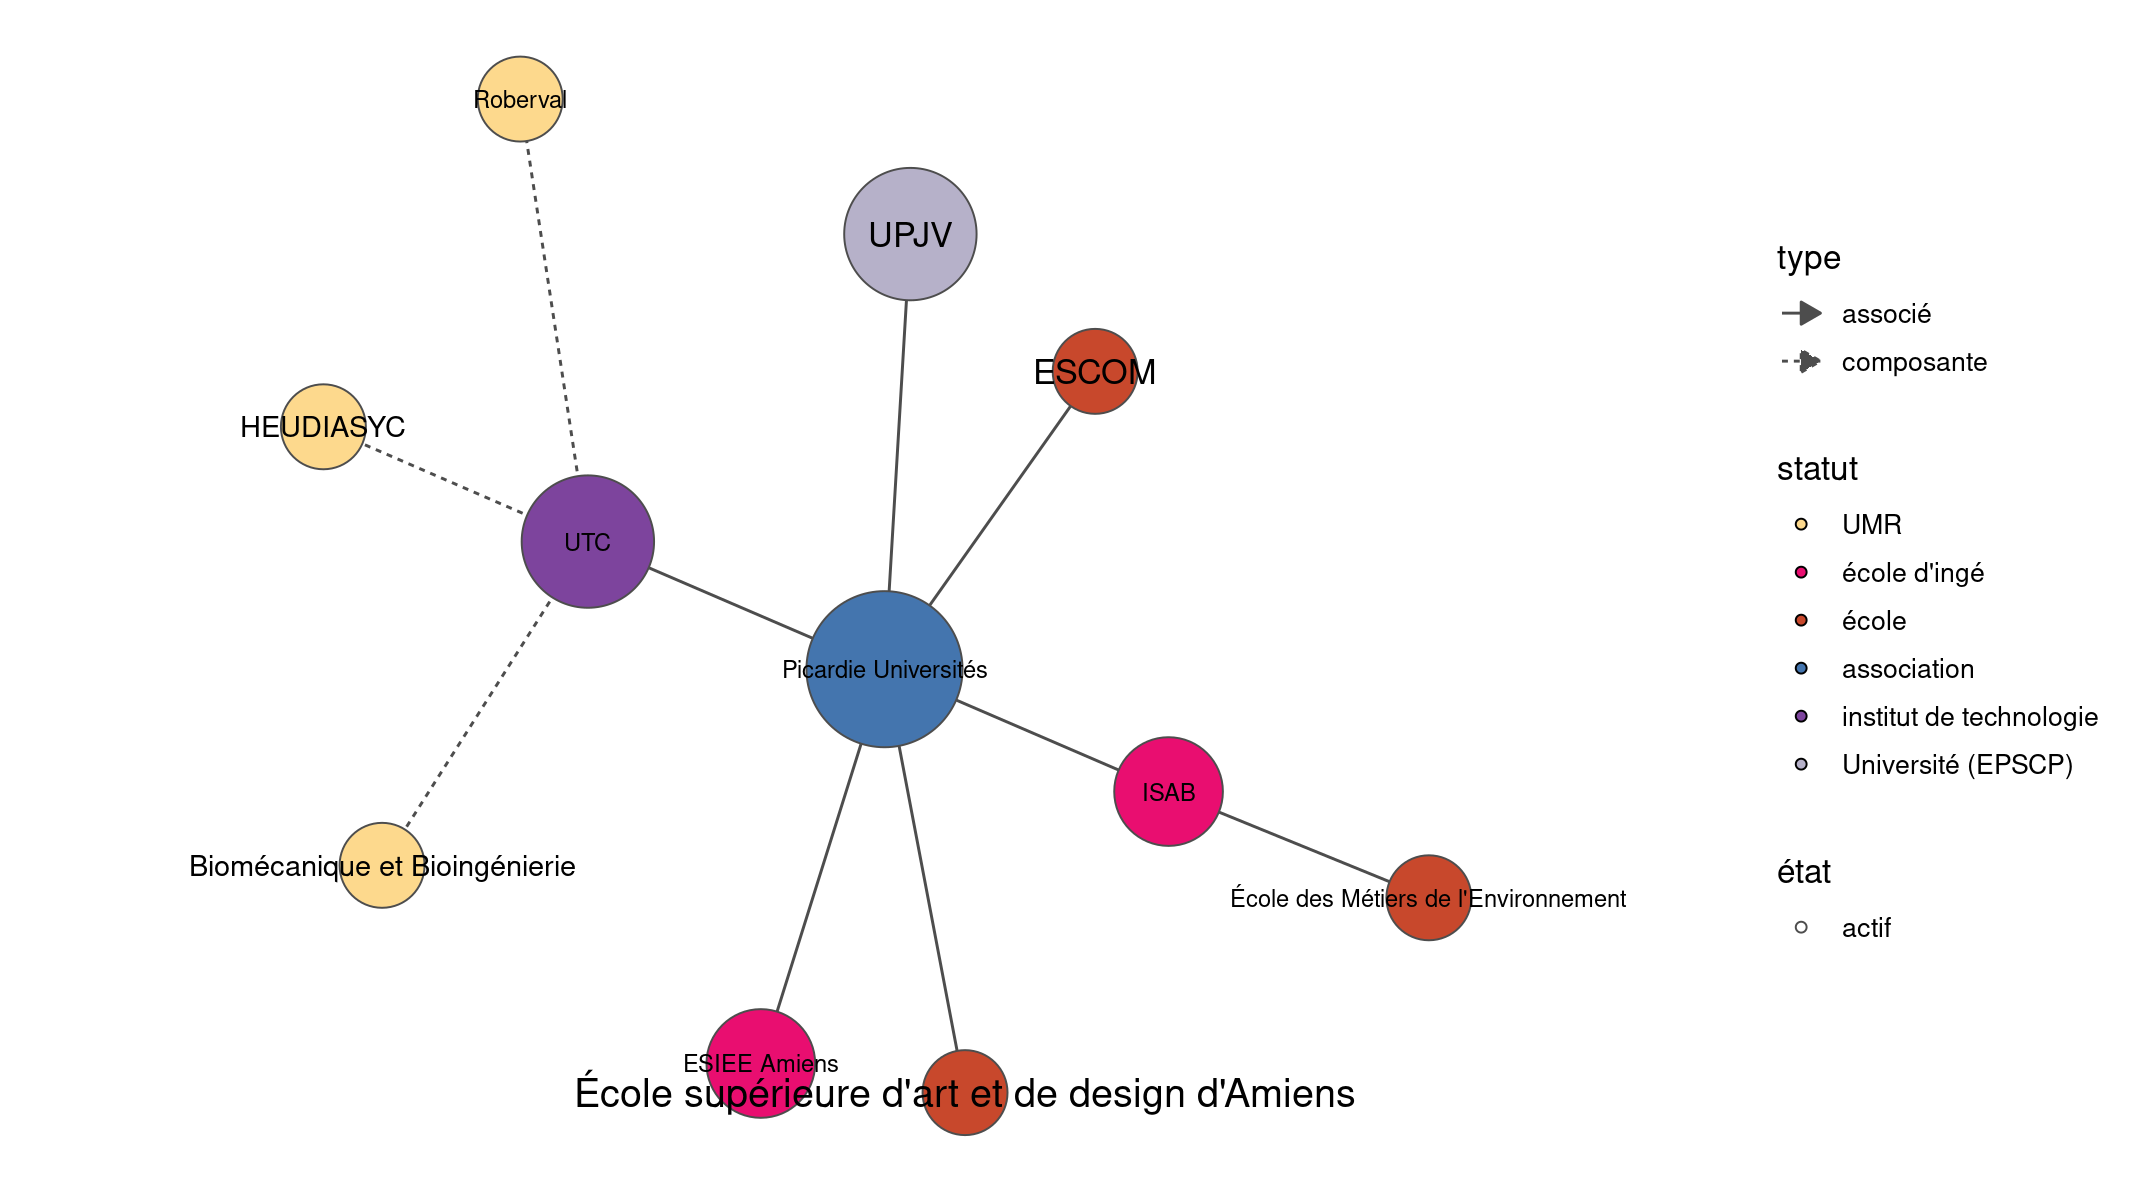 Roberval
UPJV
ESCOM
HEUDIASYC
UTC
Picardie Universités
ISAB
Biomécanique et Bioingénierie
École des Métiers de l'Environnement
ESIEE Amiens
École supérieure d'art et de design d'Amiens
type
associé
composante
statut
UMR
école d'ingé
école
association
institut de technologie
Université (EPSCP)
état
actif